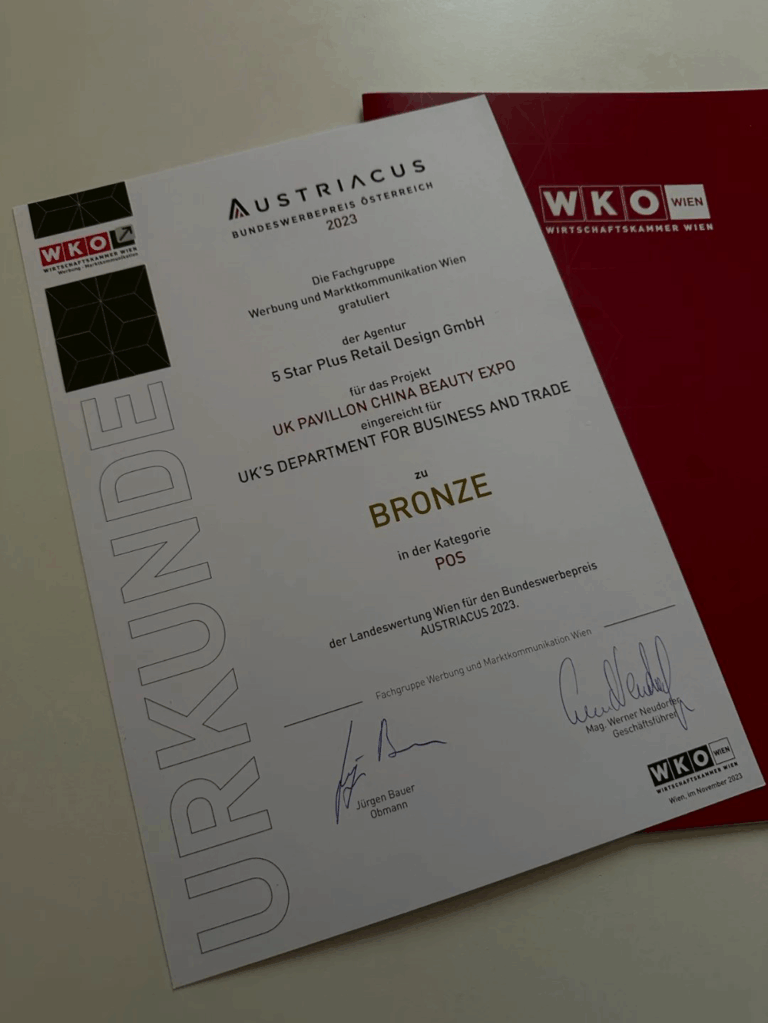 AUSTRIACUS
BUNDESWERBEPREIS ÖSTERREICH
2023
WKO
WIRTSCHAFTSKAMMER WIEN
Werbung · Marktkommunikation
URKUNDE
Die Fachgruppe
Werbung und Marktkommunikation Wien
gratuliert
der Agentur
5 Star Plus Retail Design GmbH
für das Projekt
UK PAVILLON CHINA BEAUTY EXPO
eingereicht für
UK'S DEPARTMENT FOR BUSINESS AND TRADE
zu
BRONZE
in der Kategorie
POS
der Landeswertung Wien für den Bundeswerbepreis
AUSTRIACUS 2023.
Fachgruppe Werbung und Marktkommunikation Wien
Jürgen Bauer
Obmann
Mag. Werner Neudorfer
Geschäftsführer
WKO WIEN
WIRTSCHAFTSKAMMER WIEN
Wien, im November 2023
WKO WIEN
WIRTSCHAFTSKAMMER WIEN